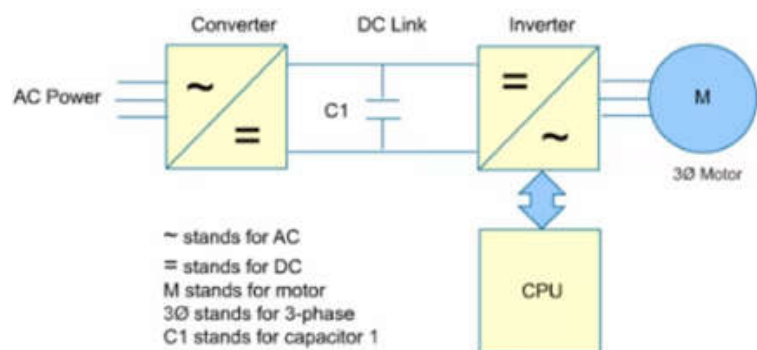 Converter
DC Link
Inverter
AC Power
~
=
C1
=
~
M
3Ø Motor
CPU
~ stands for AC
= stands for DC
M stands for motor
3Ø stands for 3-phase
C1 stands for capacitor 1